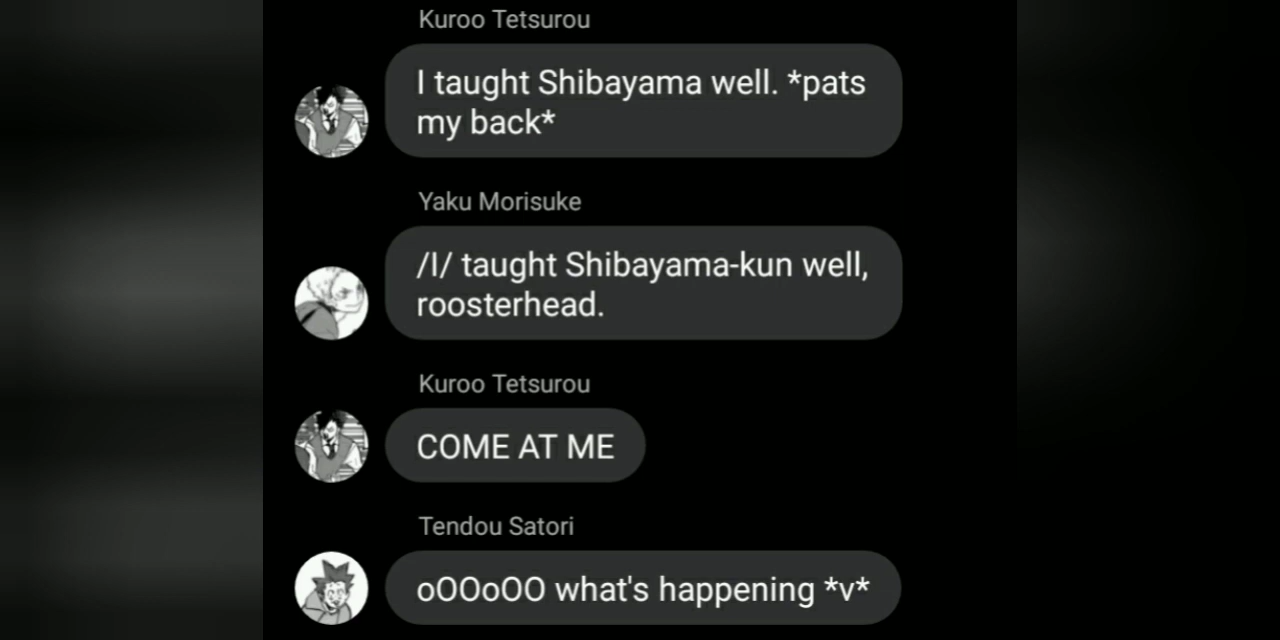 Kuroo Tetsurou
I taught Shibayama well. *pats
my back*
Yaku Morisuke
/I/ taught Shibayama-kun well,
roosterhead.
Kuroo Tetsurou
COME AT ME
Tendou Satori
oOOoOO what's happening *v*